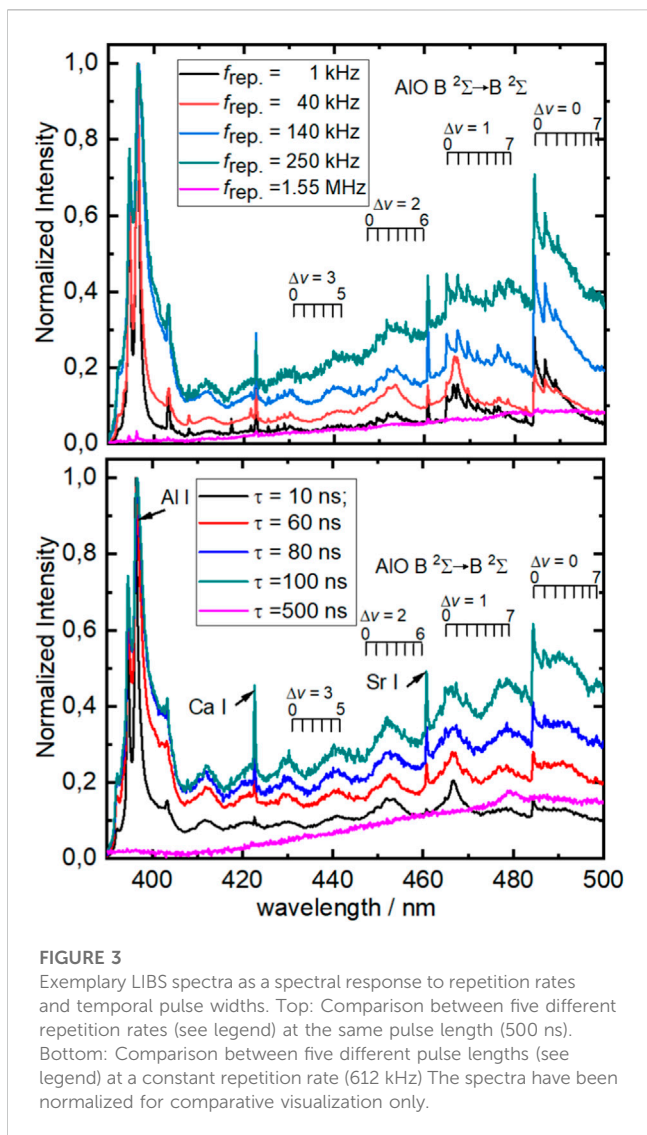 1,0
0,8
0,6
0,4
0,2
0,0
Normalized Intensity
frep. = 1 kHz
frep. = 40 kHz
frep. = 140 kHz
frep. = 250 kHz
frep. =1.55 MHz
AlO B ²Σ→B ²Σ
Δv = 0
0 7
Δv = 1
0 7
Δv = 2
0 6
Δv = 3
0 5
1,0
0,8
0,6
0,4
0,2
0,0
Normalized Intensity
Al I
τ = 10 ns;
τ = 60 ns
τ = 80 ns
τ =100 ns
τ =500 ns
AlO B ²Σ→B ²Σ
Δv = 0
0 7
Δv = 1
0 7
Δv = 2
0 6
Sr I
Ca I
Δv = 3
0 5
400 420 440 460 480 500
wavelength / nm
FIGURE 3
Exemplary LIBS spectra as a spectral response to repetition rates
and temporal pulse widths. Top: Comparison between five different
repetition rates (see legend) at the same pulse length (500 ns).
Bottom: Comparison between five different pulse lengths (see
legend) at a constant repetition rate (612 kHz) The spectra have been
normalized for comparative visualization only.